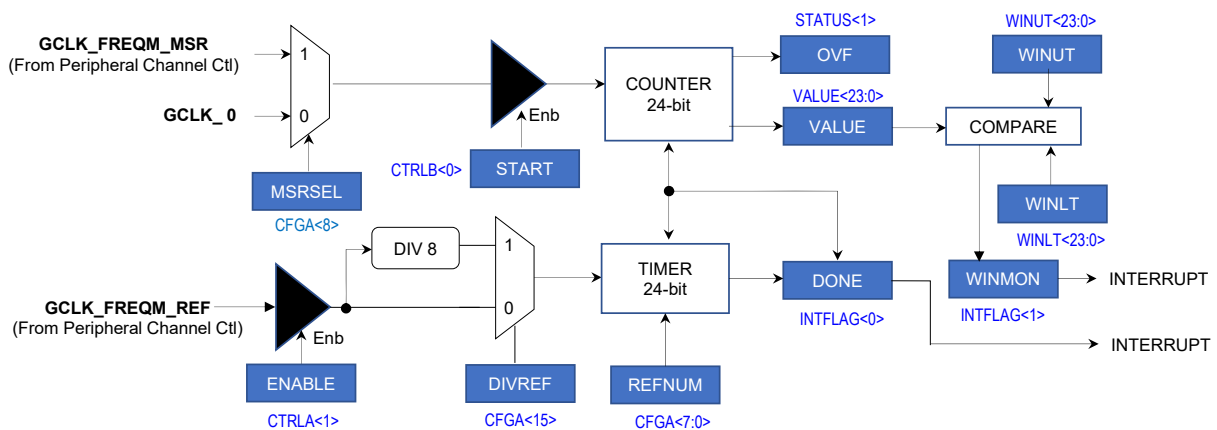 STATUS<1>
WINUT<23:0>
GCLK_FREQM_MSR
(From Peripheral Channel Ctl)
1
COUNTER
24-bit
OVF
WINUT
VALUE<23:0>
GCLK_ 0
0
Enb
VALUE
COMPARE
CTRLB<0>
START
MSRSEL
WINLT
CFGA<8>
WINLT<23:0>
DIV 8
1
TIMER
24-bit
DONE
WINMON
INTERRUPT
GCLK_FREQM_REF
(From Peripheral Channel Ctl)
0
INTFLAG<0>
INTFLAG<1>
Enb
INTERRUPT
ENABLE
DIVREF
REFNUM
CTRLA<1>
CFGA<15>
CFGA<7:0>